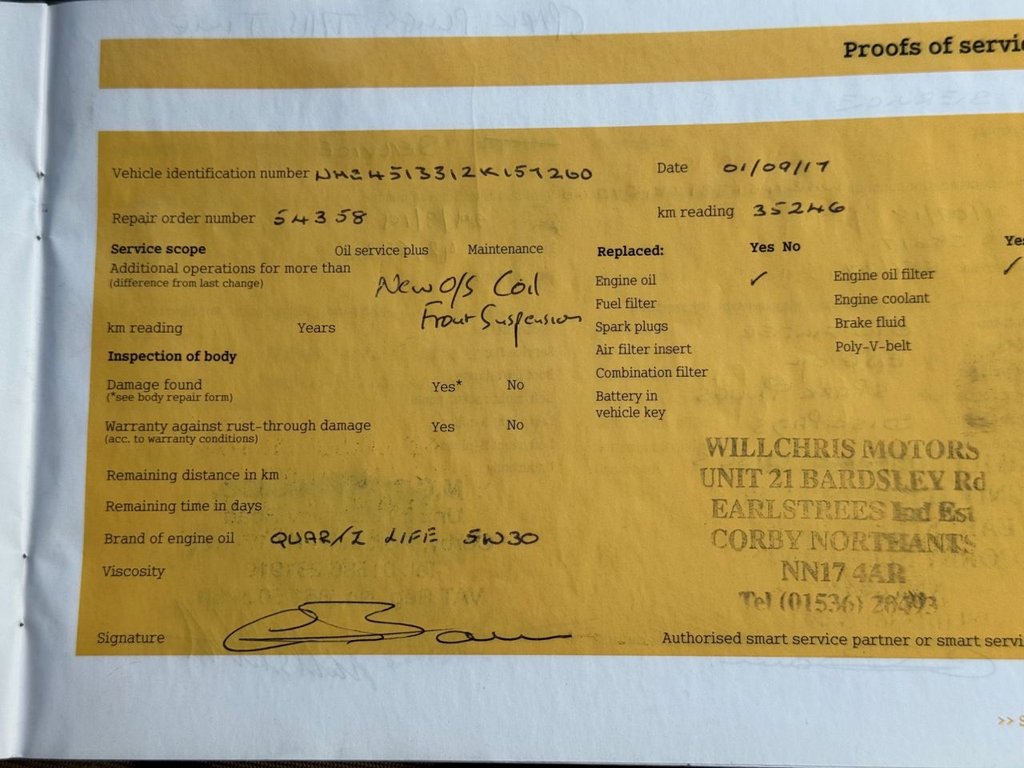 Proofs of servi
Vehicle identification number
Date 01/09/17
Repair order number 54358
km reading 35246
Service scope Oil service plus Maintenance
Additional operations for more than
(difference from last change)
New O/S Coil
Front Suspension
km reading Years
Inspection of body
Damage found Yes* No
(*see body repair form)
Warranty against rust-through damage Yes No
(acc. to warranty conditions)
Remaining distance in km
Remaining time in days
Brand of engine oil QUARTZ LIFE 5W30
Viscosity
Signature
Replaced: Yes No Yes
Engine oil ✓ Engine oil filter ✓
Fuel filter Engine coolant
Spark plugs Brake fluid
Air filter insert Poly-V-belt
Combination filter
Battery in
vehicle key
WILLCHRIS MOTORS
UNIT 21 BARDSLEY Rd
EARLSTREES Ind Est
CORBY NORTHANTS
NN17 4AR
Tel (01536)
Authorised smart service partner or smart servi
>> S